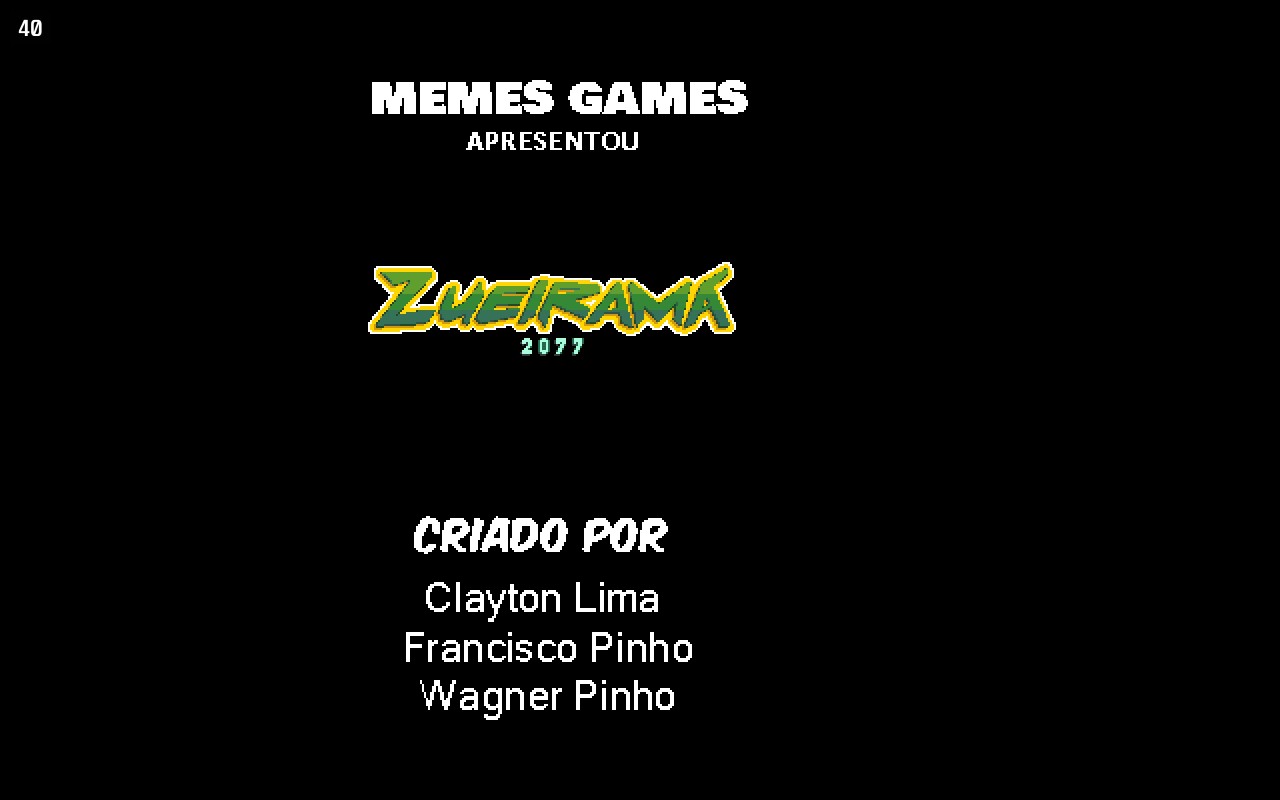 40
MEMES GAMES
APRESENTOU
ZUEIRAMA
2077
CRIADO POR
Clayton Lima
Francisco Pinho
Wagner Pinho